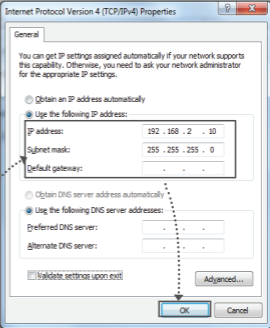 Internet Protocol Version 4 (TCP/IPv4) Properties
General
You can get IP settings assigned automatically if your network supports
this capability. Otherwise, you need to ask your network administrator
for the appropriate IP settings.
Obtain an IP address automatically
Use the following IP address:
IP address: 192 . 168 . 2 . 10
Subnet mask: 255 . 255 . 255 . 0
Default gateway: . . .
Obtain DNS server address automatically
Use the following DNS server addresses:
Preferred DNS server: . . .
Alternate DNS server: . . .
Validate settings upon exit
Advanced...
OK Cancel